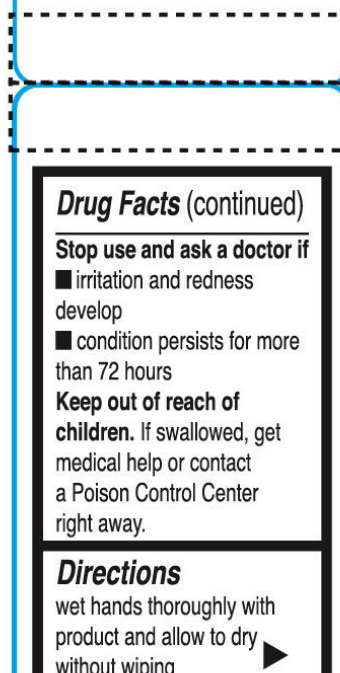 Drug Facts (continued)
Stop use and ask a doctor if
■ irritation and redness
develop
■ condition persists for more
than 72 hours
Keep out of reach of
children. If swallowed, get
medical help or contact
a Poison Control Center
right away.
Directions
wet hands thoroughly with
product and allow to dry
without wiping